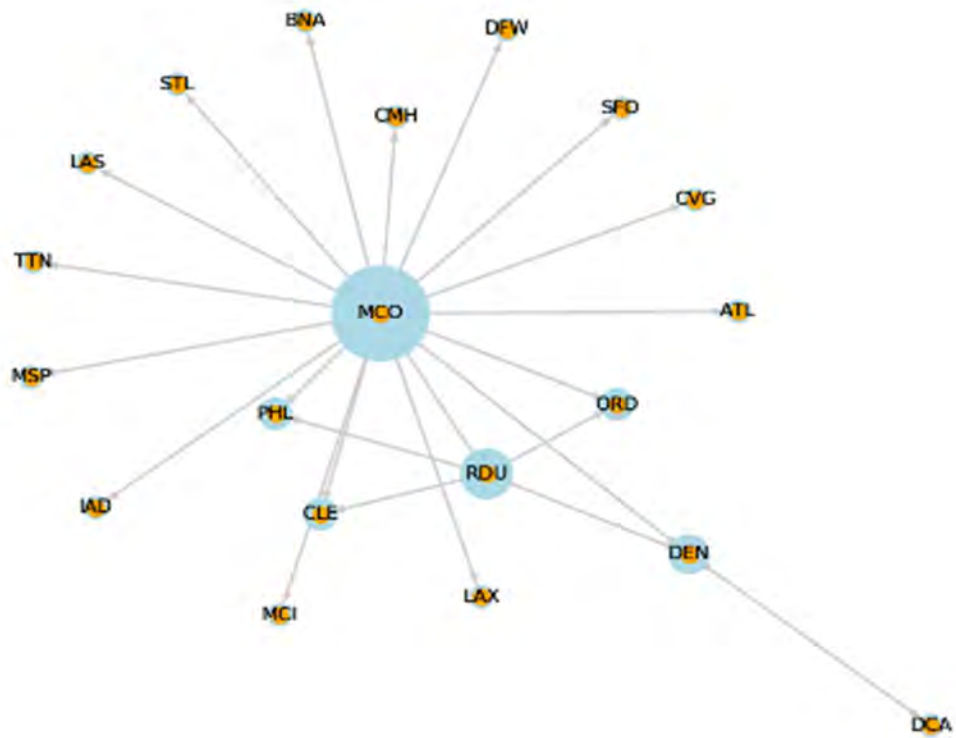 BNA
DFW
STL
CMH
SFO
LAS
CVG
TTN
MCO
ATL
MSP
PHL
ORD
RDU
IAD
CLE
DEN
LAX
MCI
DCA